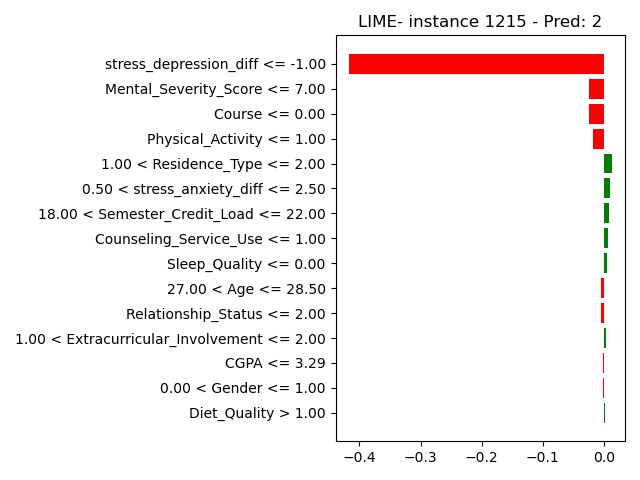 LIME- instance 1215 - Pred: 2
stress_depression_diff <= -1.00
Mental_Severity_Score <= 7.00
Course <= 0.00
Physical_Activity <= 1.00
1.00 < Residence_Type <= 2.00
0.50 < stress_anxiety_diff <= 2.50
18.00 < Semester_Credit_Load <= 22.00
Counseling_Service_Use <= 1.00
Sleep_Quality <= 0.00
27.00 < Age <= 28.50
Relationship_Status <= 2.00
1.00 < Extracurricular_Involvement <= 2.00
CGPA <= 3.29
0.00 < Gender <= 1.00
Diet_Quality > 1.00
−0.4 −0.3 −0.2 −0.1 0.0